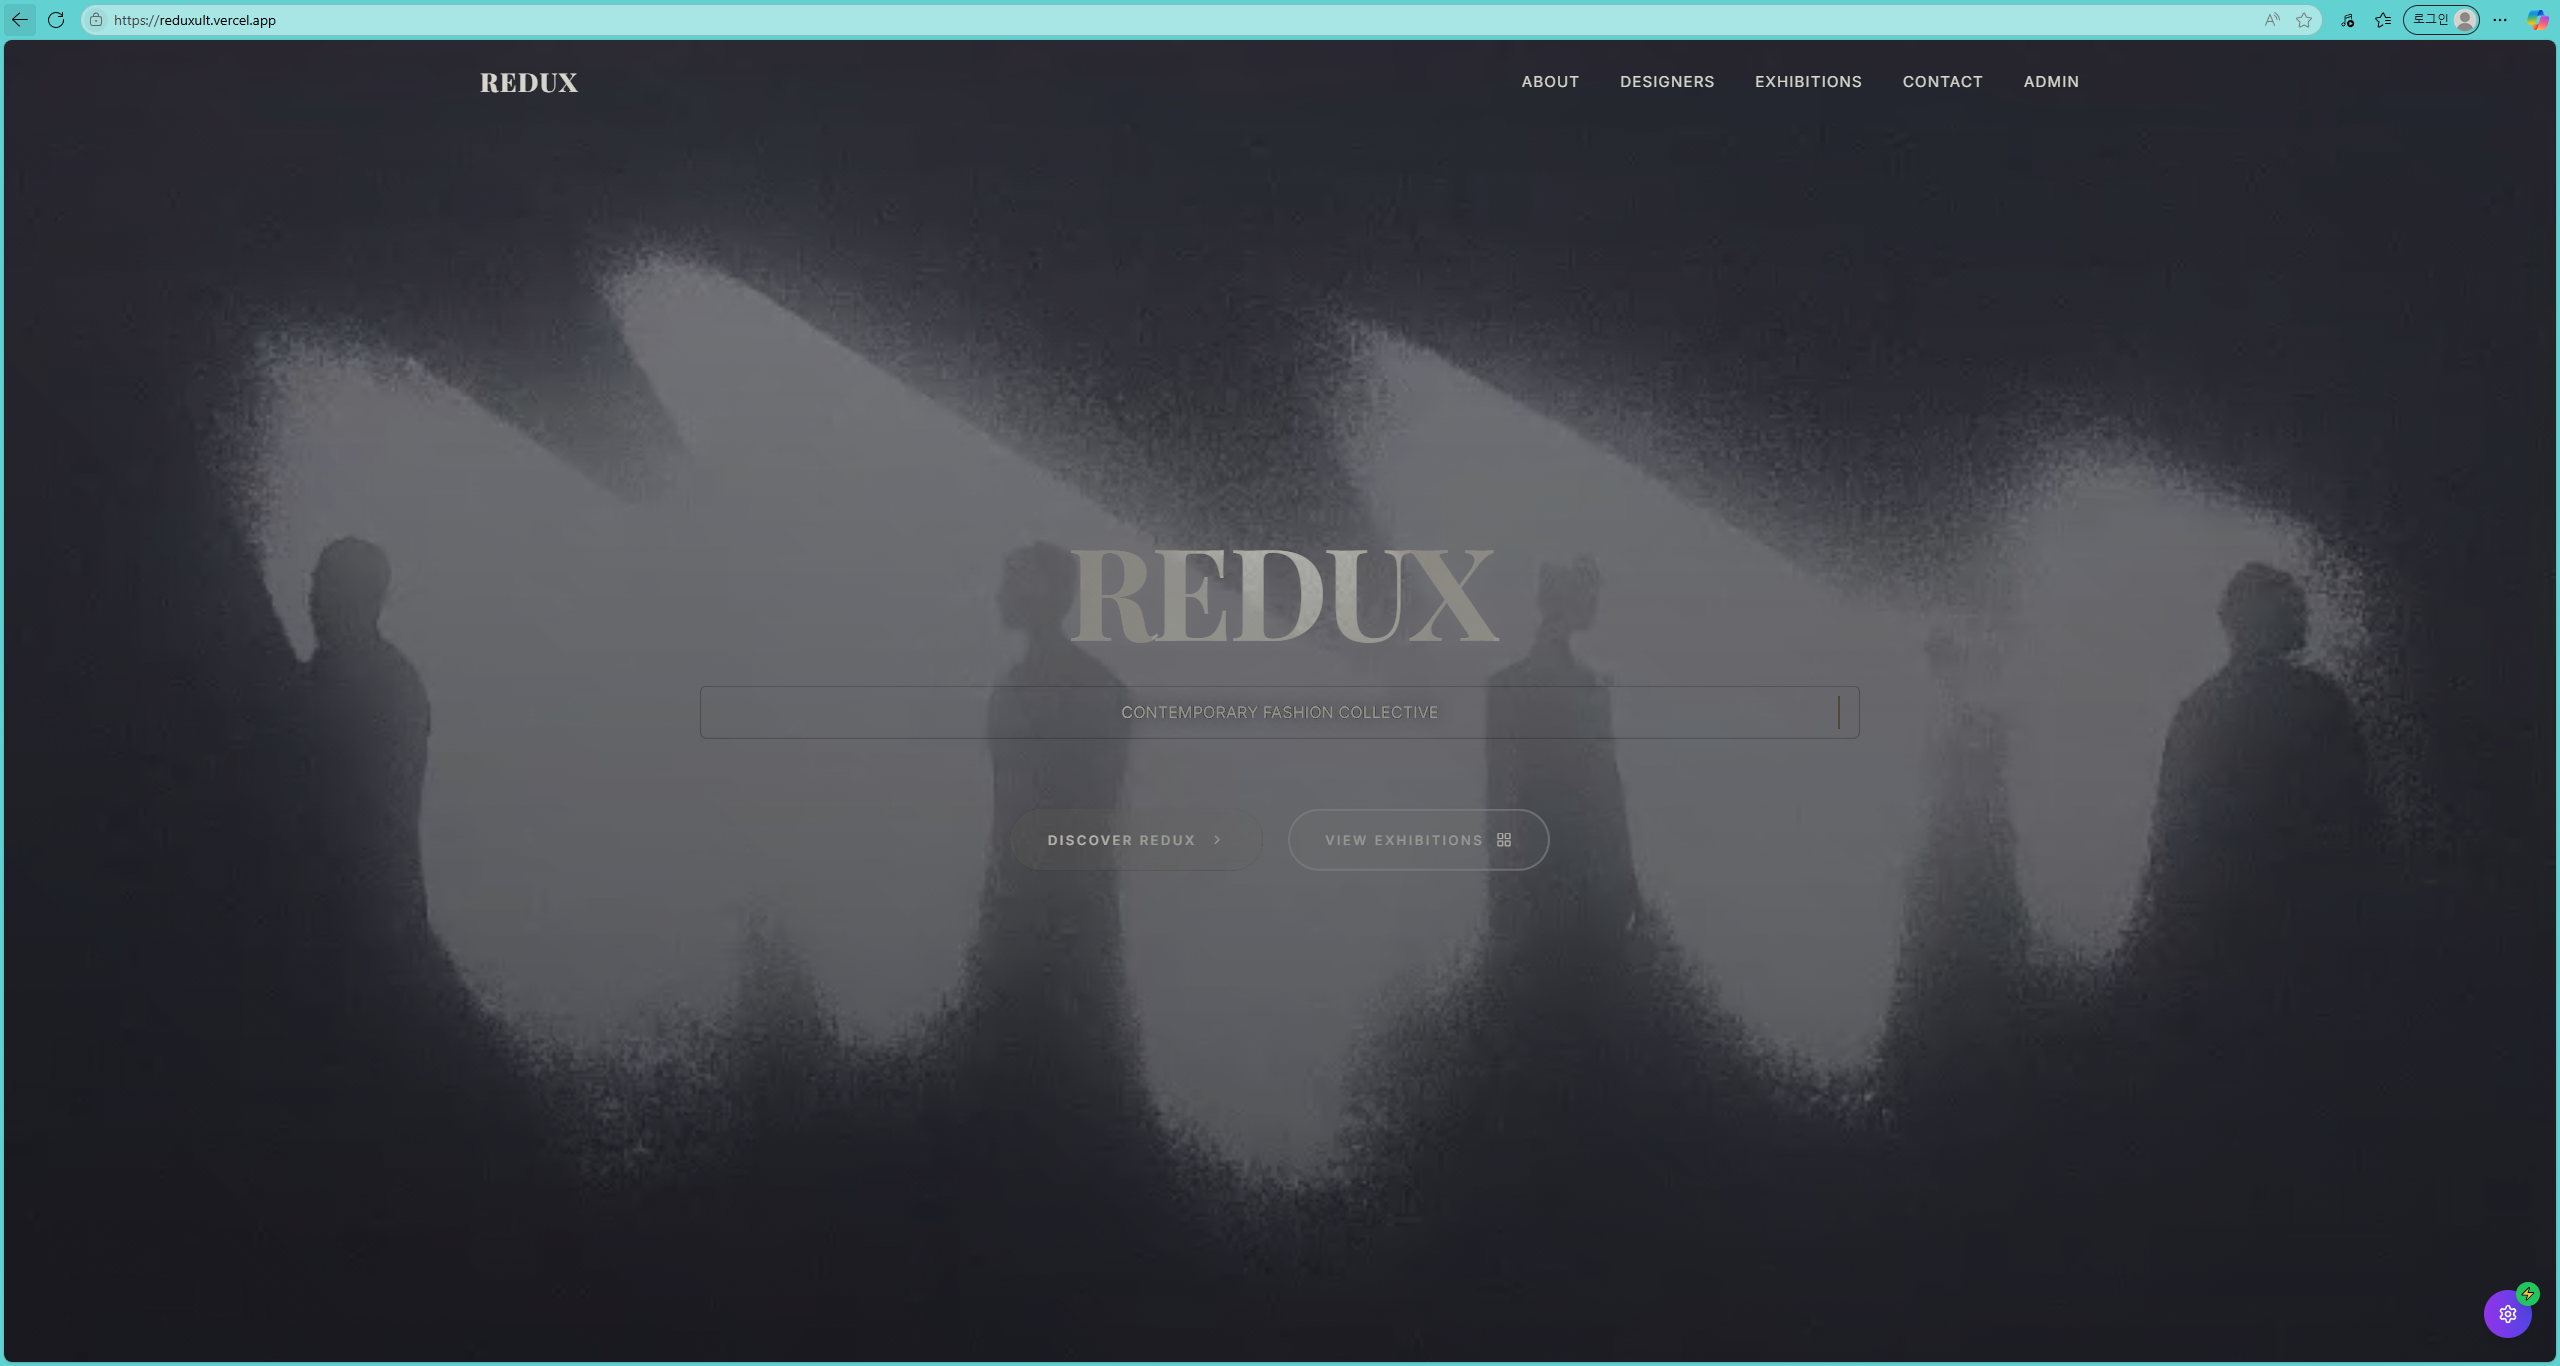 https://reduxult.vercel.app
로그인
REDUX
ABOUT DESIGNERS EXHIBITIONS CONTACT ADMIN
REDUX
CONTEMPORARY FASHION COLLECTIVE
DISCOVER REDUX
VIEW EXHIBITIONS